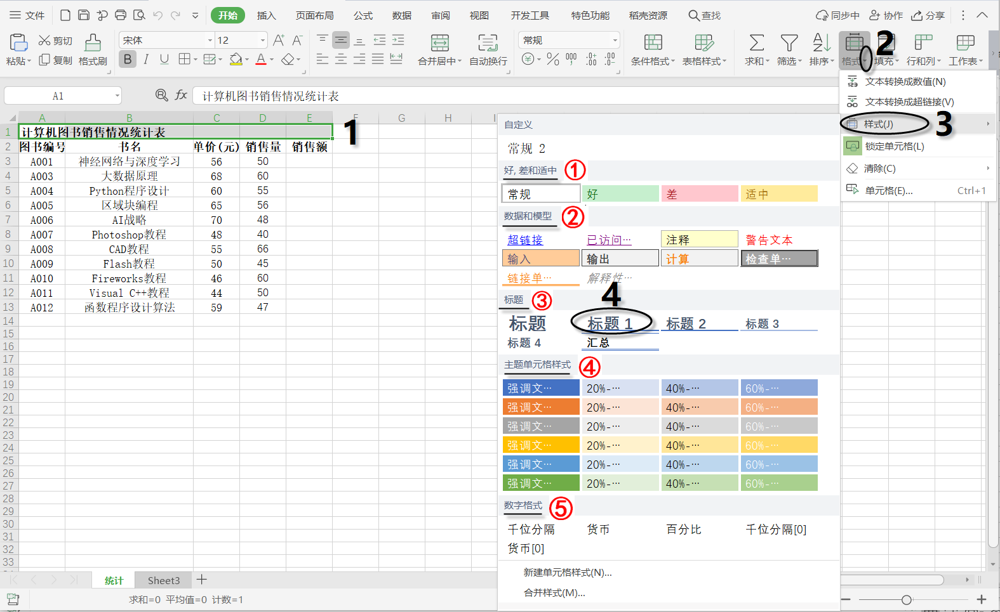 文件 开始 插入 页面布局 公式 数据 审阅 视图 开发工具 特色功能 稻壳资源 查找 同步中 协作 分享
剪切 宋体 12 常规 2
粘贴 复制 格式刷 合并居中 自动换行 条件格式 表格样式 求和 筛选 排序 格式 填充 行和列 工作表
文本转换成数值(N)
A1 fx 计算机图书销售情况统计表
文本转换成超链接(V)
样式(J) 3
锁定单元格(L)
清除(C)
单元格(E)... Ctrl+1
A B C D E F G H I
1 计算机图书销售情况统计表 1
2 图书编号 书名 单价(元) 销售量 销售额
3 A001 神经网络与深度学习 56 50
4 A003 大数据原理 68 60
5 A004 Python程序设计 60 55
6 A005 区域块编程 65 56
7 A006 AI战略 70 48
8 A007 Photoshop教程 48 40
9 A008 CAD教程 55 66
10 A009 Flash教程 50 45
11 A010 Fireworks教程 46 60
12 A011 Visual C++教程 44 50
13 A012 函数程序设计算法 59 47
14
15
16
17
18
19
20
21
22
23
24
25
26
27
28
29
30
31
32
33
自定义
常规 2
好, 差和适中 ①
常规 好 差 适中
数据和模型 ②
超链接 已访问… 注释 警告文本
输入 输出 计算 检查单…
链接单… 解释性…
标题 ③ 4
标题 标题 1 标题 2 标题 3
标题 4 汇总
主题单元格样式 ④
强调文… 20%-… 40%-… 60%-…
强调文… 20%-… 40%-… 60%-…
强调文… 20%-… 40%-… 60%-…
强调文… 20%-… 40%-… 60%-…
强调文… 20%-… 40%-… 60%-…
强调文… 20%-… 40%-… 60%-…
数字格式 ⑤
千位分隔 货币 百分比 千位分隔[0]
货币[0]
新建单元格样式(N)...
合并样式(M)...
统计 Sheet3
求和=0 平均值=0 计数=1